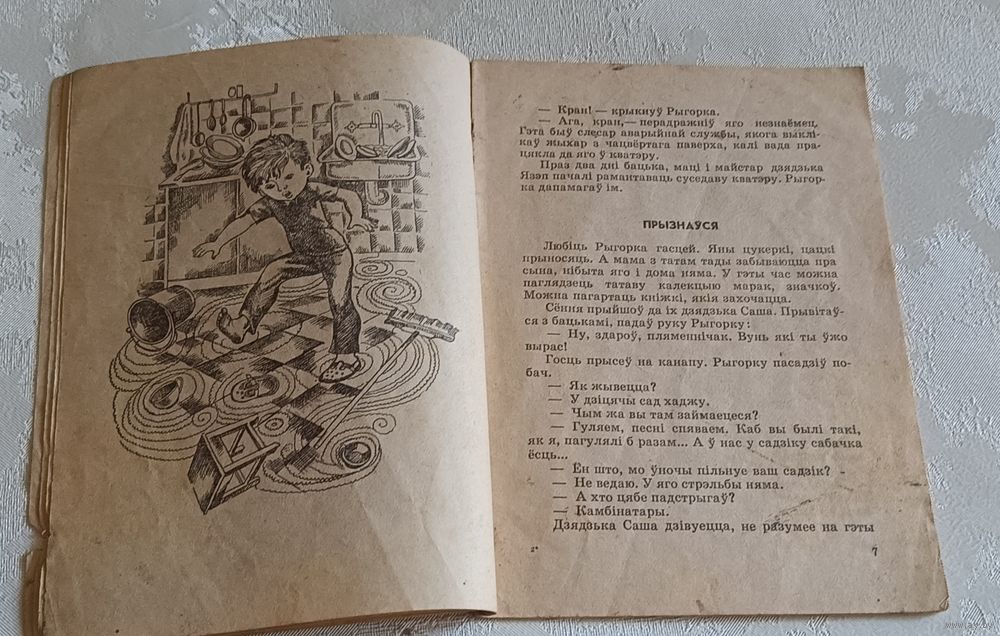 — Кран! — крыкнуў Рыгорка.
— Ага, кран,— перадражніў яго незнаёмец.
Гэта быў слесар аварыйнай службы, якога выклі-
каў жыхар з чацвёртага паверха, калі вада пра-
цякла да яго ў кватэру.
Праз два дні бацька, маці і майстар дзядзька
Язэп пачалі рамантаваць суседаву кватэру. Рыгор-
ка дапамагаў ім.
ПРЫЗНАЎСЯ
Любіць Рыгорка гасцей. Яны цукеркі, цацкі
прыносяць. А мама з татам тады забываюцца пра
сына, нібыта яго і дома няма. У гэты час можна
паглядзець татаву калекцыю марак, значкоў.
Можна пагартаць кніжкі, якія захочацца.
Сёння прыйшоў да іх дзядзька Саша. Прывітаў-
ся з бацькамі, падаў руку Рыгорку:
— Ну, здароў, пляменнічак. Вунь які ты ўжо
вырас!
Госць прысеў на канапу. Рыгорку пасадзіў по-
бач.
— Як жывецца?
— У дзіцячы сад хаджу.
— Чым жа вы там займаецеся?
— Гуляем, песні спяваем. Каб вы былі такі,
як я, пагулялі б разам... А ў нас у садзіку сабачка
ёсць...
— Ён што, мо ўночы пільнуе ваш садзік?
— Не ведаю. У яго стрэльбы няма.
— А хто цябе падстрыгаў?
— Камбінатары.
Дзядзька Саша дзівуецца, не разумее на гэты
2*
7